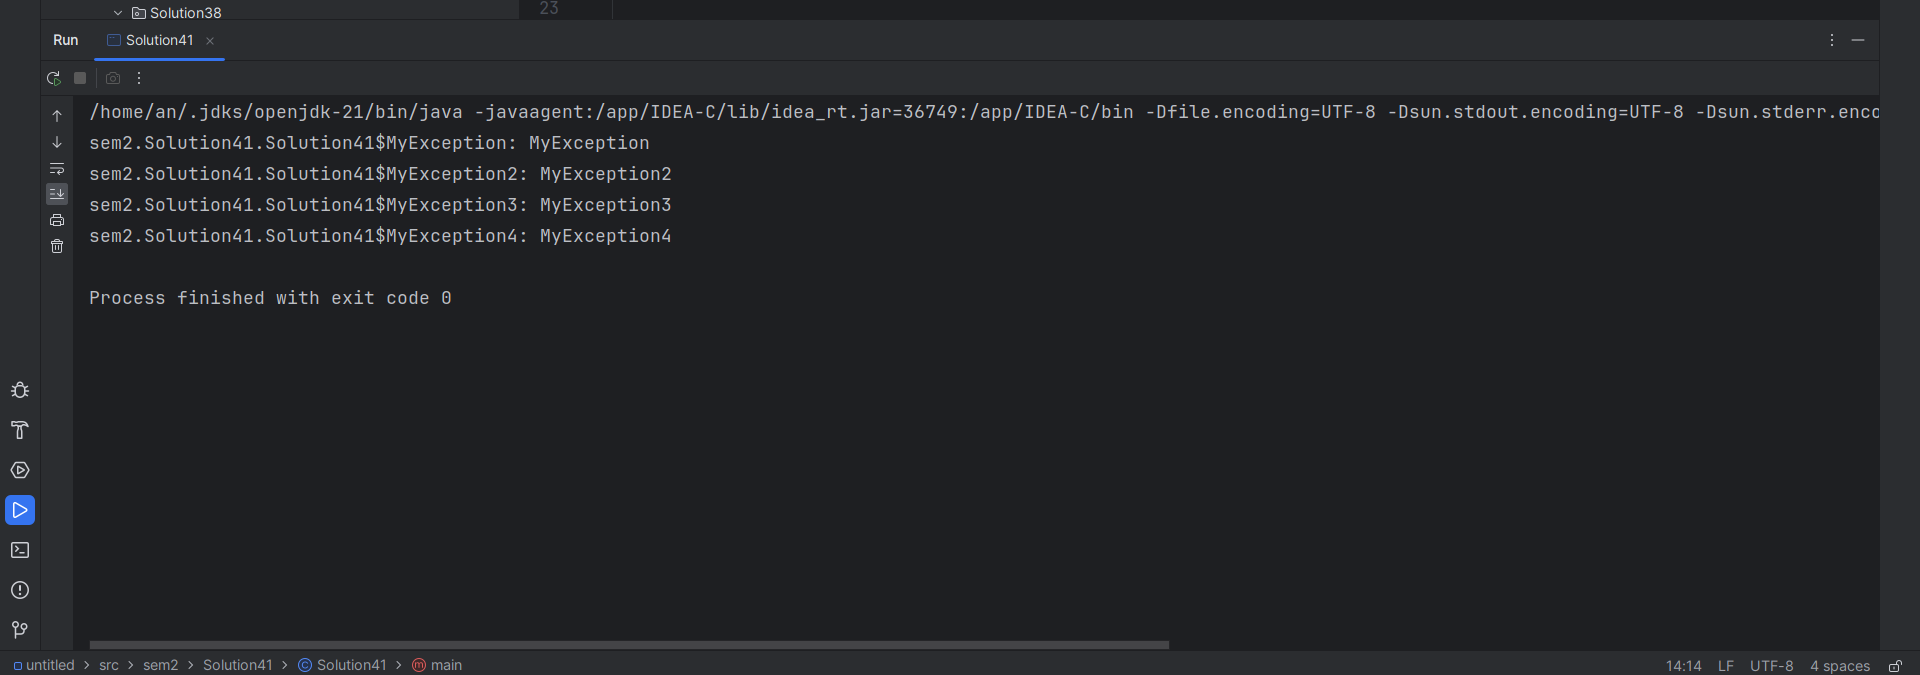 Solution38
23
Run Solution41
/home/an/.jdks/openjdk-21/bin/java -javaagent:/app/IDEA-C/lib/idea_rt.jar=36749:/app/IDEA-C/bin -Dfile.encoding=UTF-8 -Dsun.stdout.encoding=UTF-8 -Dsun.stderr.enco
sem2.Solution41.Solution41$MyException: MyException
sem2.Solution41.Solution41$MyException2: MyException2
sem2.Solution41.Solution41$MyException3: MyException3
sem2.Solution41.Solution41$MyException4: MyException4
Process finished with exit code 0
untitled > src > sem2 > Solution41 > Solution41 > main
14:14 LF UTF-8 4 spaces